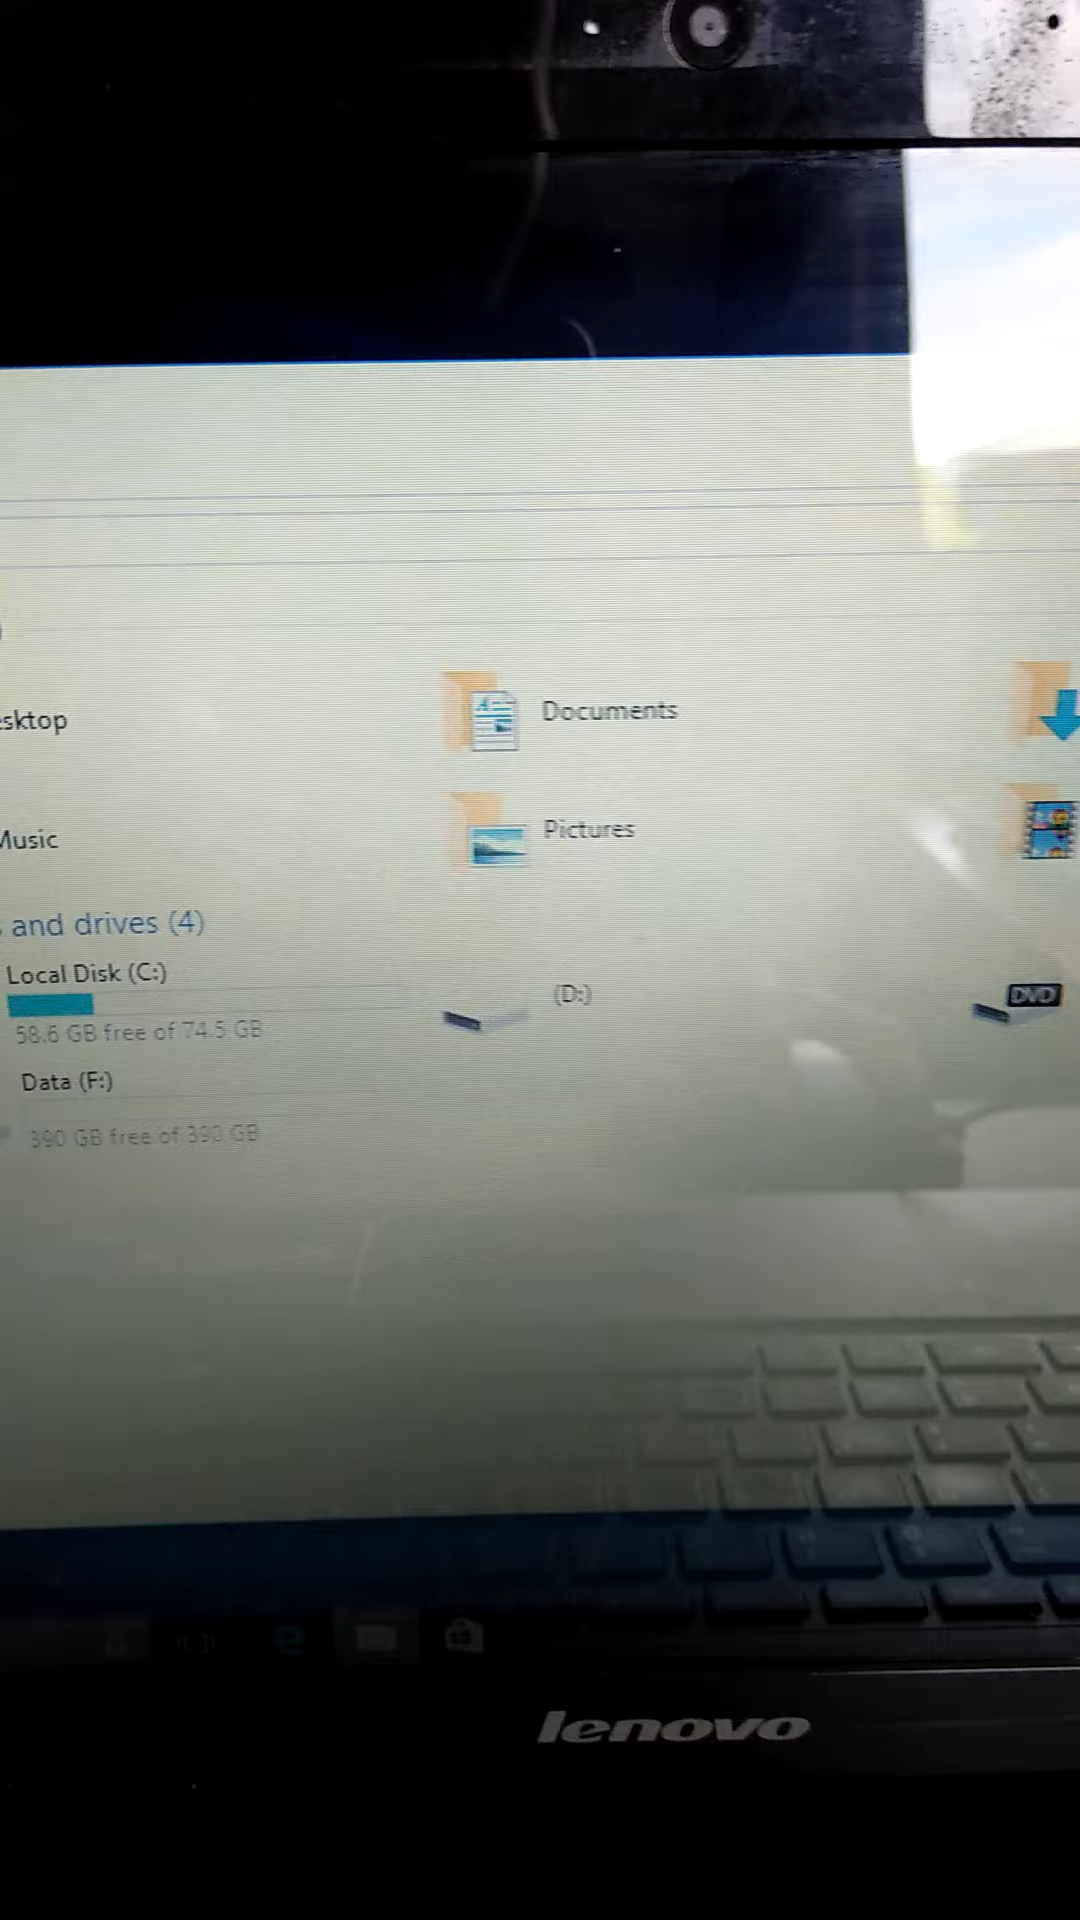 esktop
Documents
Music
Pictures
and drives (4)
Local Disk (C:)
58.6 GB free of 74.5 GB
(D:)
DVD
Data (F:)
390 GB free of 390 GB
lenovo